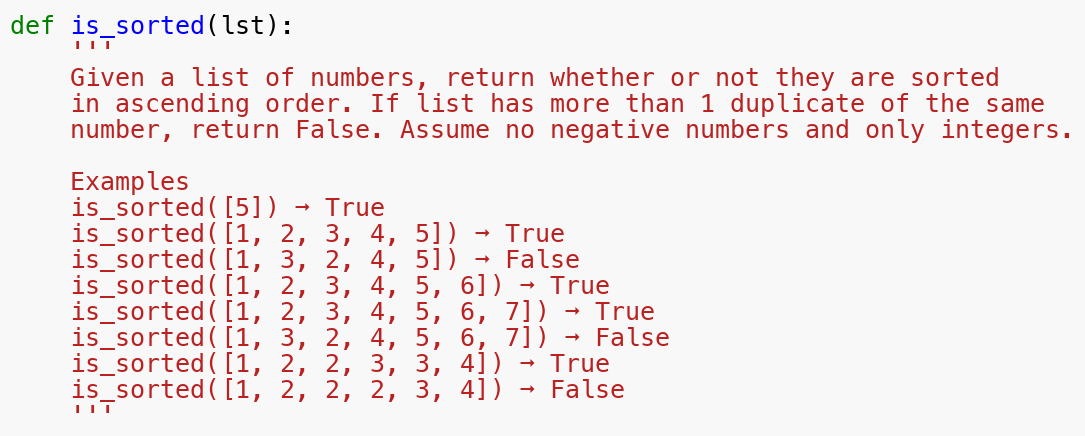 def is_sorted(lst):
    '''
    Given a list of numbers, return whether or not they are sorted
    in ascending order. If list has more than 1 duplicate of the same
    number, return False. Assume no negative numbers and only integers.

    Examples
    is_sorted([5]) → True
    is_sorted([1, 2, 3, 4, 5]) → True
    is_sorted([1, 3, 2, 4, 5]) → False
    is_sorted([1, 2, 3, 4, 5, 6]) → True
    is_sorted([1, 2, 3, 4, 5, 6, 7]) → True
    is_sorted([1, 3, 2, 4, 5, 6, 7]) → False
    is_sorted([1, 2, 2, 3, 3, 4]) → True
    is_sorted([1, 2, 2, 2, 3, 4]) → False
    '''